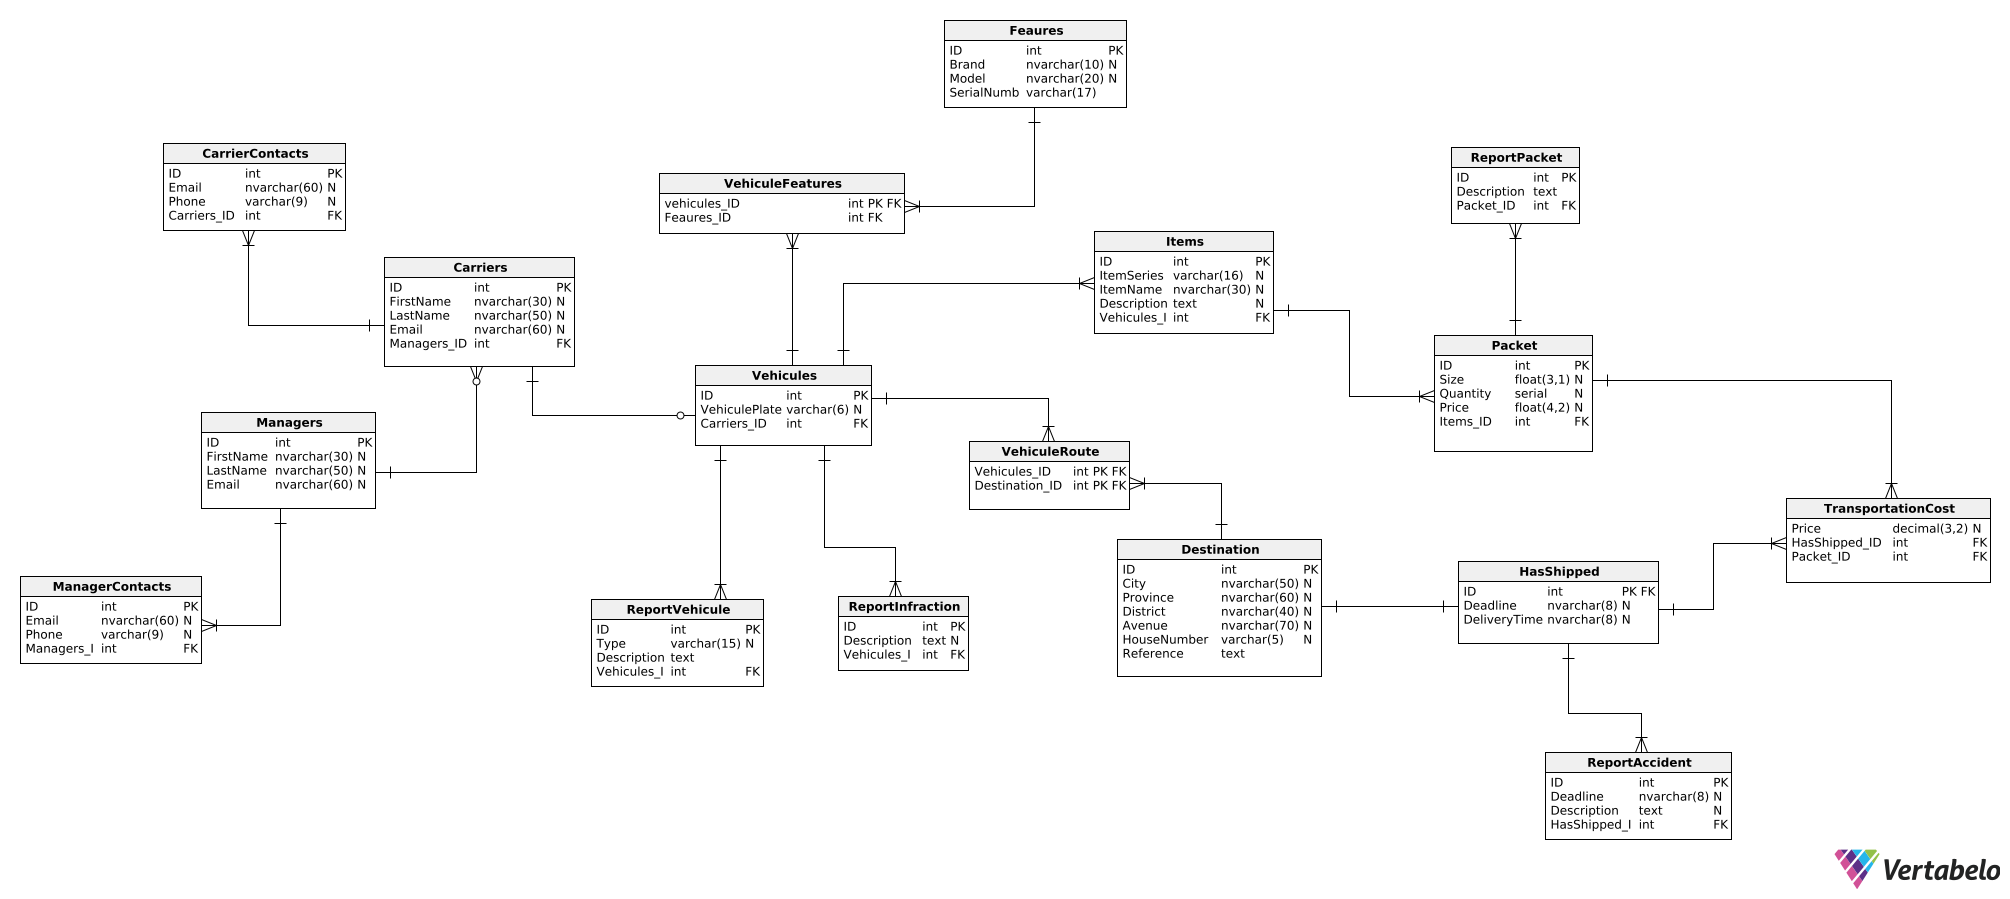 Feaures
ID int PK
Brand nvarchar(10) N
Model nvarchar(20) N
SerialNumb varchar(17)
CarrierContacts
ID int PK
Email nvarchar(60) N
Phone varchar(9) N
Carriers_ID int FK
VehiculeFeatures
vehicules_ID int PK FK
Feaures_ID int FK
ReportPacket
ID int PK
Description text
Packet_ID int FK
Carriers
ID int PK
FirstName nvarchar(30) N
LastName nvarchar(50) N
Email nvarchar(60) N
Managers_ID int FK
Items
ID int PK
ItemSeries varchar(16) N
ItemName nvarchar(30) N
Description text N
Vehicules_I int FK
Packet
ID int PK
Size float(3,1) N
Quantity serial N
Price float(4,2) N
Items_ID int FK
Vehicules
ID int PK
VehiculePlate varchar(6) N
Carriers_ID int FK
Managers
ID int PK
FirstName nvarchar(30) N
LastName nvarchar(50) N
Email nvarchar(60) N
VehiculeRoute
Vehicules_ID int PK FK
Destination_ID int PK FK
TransportationCost
Price decimal(3,2) N
HasShipped_ID int FK
Packet_ID int FK
Destination
ID int PK
City nvarchar(50) N
Province nvarchar(60) N
District nvarchar(40) N
Avenue nvarchar(70) N
HouseNumber varchar(5) N
Reference text
HasShipped
ID int PK FK
Deadline nvarchar(8) N
DeliveryTime nvarchar(8) N
ManagerContacts
ID int PK
Email nvarchar(60) N
Phone varchar(9) N
Managers_I int FK
ReportVehicule
ID int PK
Type varchar(15) N
Description text
Vehicules_I int FK
ReportInfraction
ID int PK
Description text N
Vehicules_I int FK
ReportAccident
ID int PK
Deadline nvarchar(8) N
Description text N
HasShipped_I int FK
Vertabelo